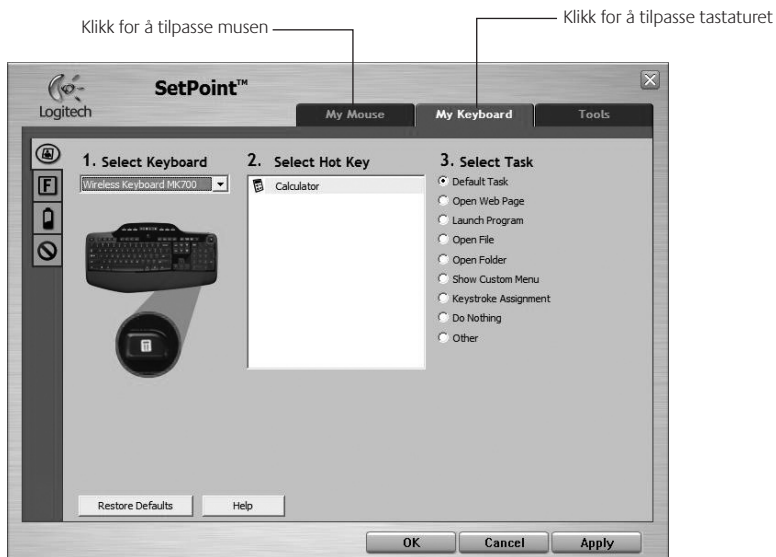 Klikk for å tilpasse musen
Klikk for å tilpasse tastaturet
Logitech
SetPoint™
My Mouse
My Keyboard
Tools
1. Select Keyboard
2. Select Hot Key
3. Select Task
Wireless Keyboard MK700
Calculator
Default Task
Open Web Page
Launch Program
Open File
Open Folder
Show Custom Menu
Keystroke Assignment
Do Nothing
Other
F
Restore Defaults
Help
OK
Cancel
Apply